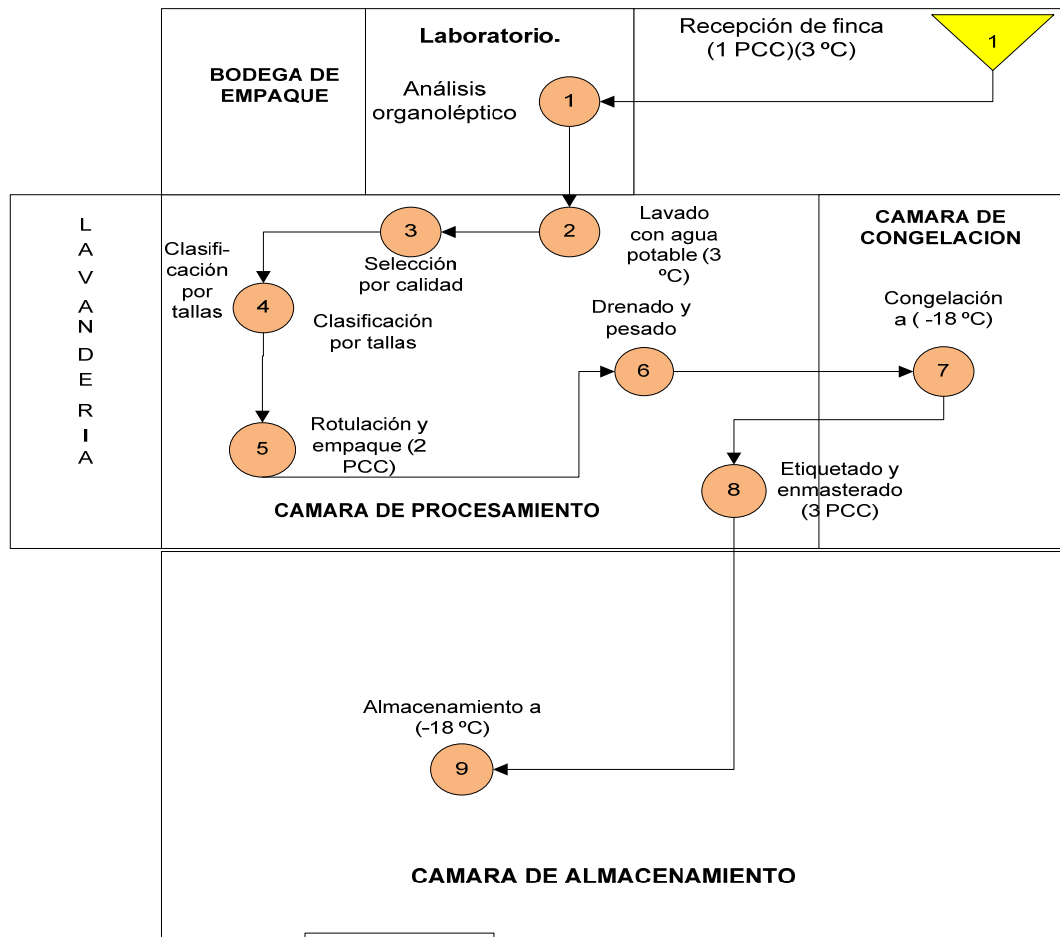 BODEGA DE
EMPAQUE
Laboratorio.
Análisis
organoléptico
1
Recepción de finca
(1 PCC)(3 ºC)
1
L
A
V
A
N
D
E
R
I
A
3
Selección
por calidad
2
Lavado
con agua
potable (3
ºC)
CAMARA DE
CONGELACION
Clasifi-
cación
por
tallas
4
Clasificación
por tallas
Drenado y
pesado
6
Congelación
a ( -18 ºC)
7
5
Rotulación y
empaque (2
PCC)
8
Etiquetado y
enmasterado
(3 PCC)
CAMARA DE PROCESAMIENTO
Almacenamiento a
(-18 ºC)
9
CAMARA DE ALMACENAMIENTO